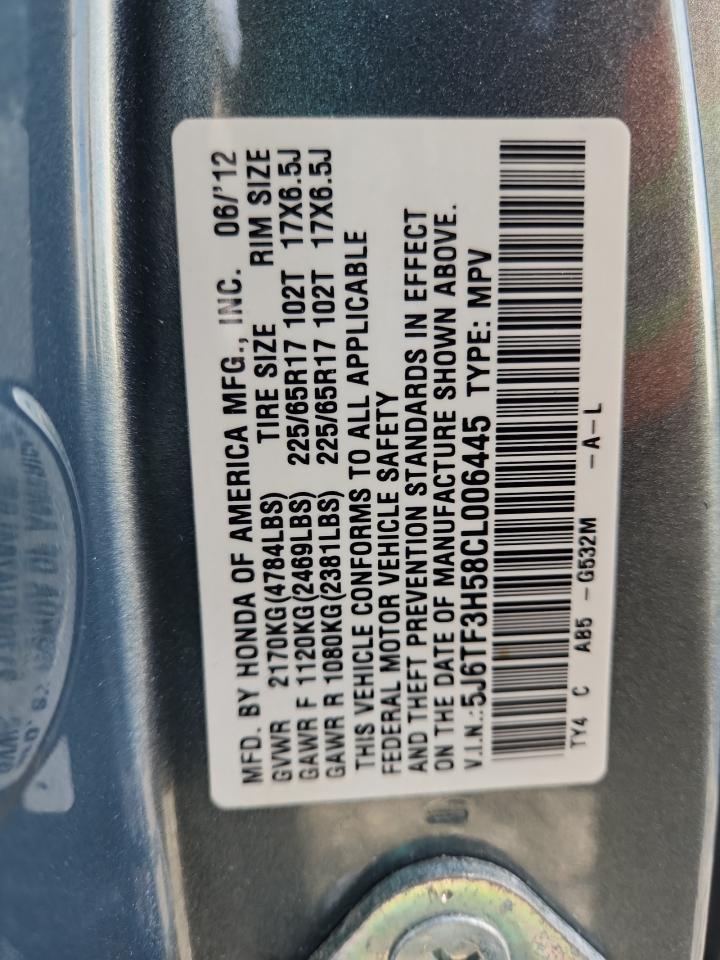 MFD. BY HONDA OF AMERICA MFG., INC. 06/'12
GVWR 2170KG(4784LBS) TIRE SIZE RIM SIZE
GAWR F 1120KG(2469LBS) 225/65R17 102T 17X6.5J
GAWR R 1080KG(2381LBS) 225/65R17 102T 17X6.5J
THIS VEHICLE CONFORMS TO ALL APPLICABLE
FEDERAL MOTOR VEHICLE SAFETY
AND THEFT PREVENTION STANDARDS IN EFFECT
ON THE DATE OF MANUFACTURE SHOWN ABOVE.
V.I.N.:5J6TF3H58CL006445 TYPE: MPV
TY4 C AB5 -G532M -A-L